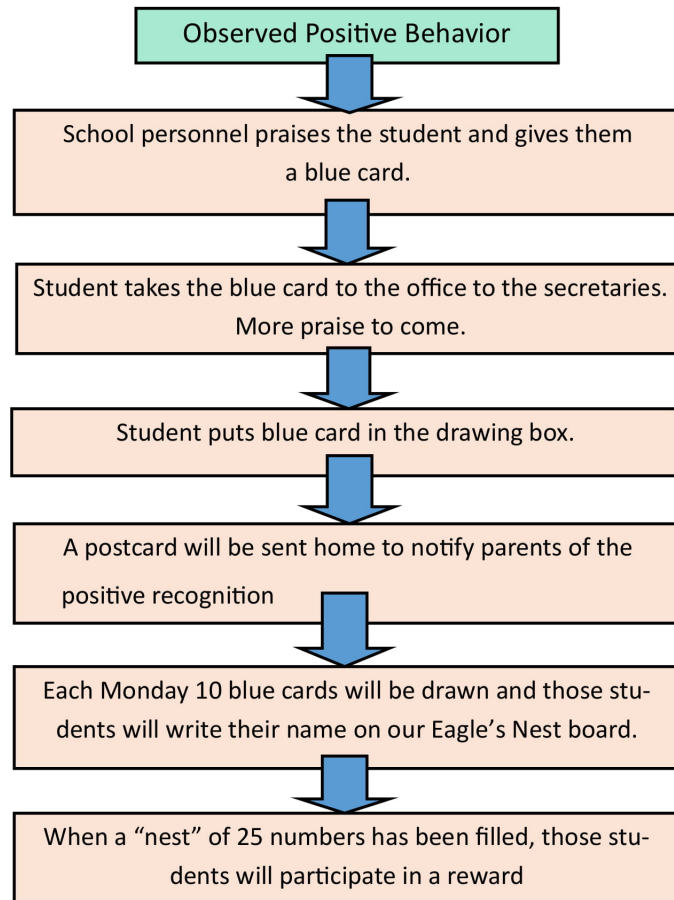 Observed Positive Behavior
School personnel praises the student and gives them
a blue card.
Student takes the blue card to the office to the secretaries.
More praise to come.
Student puts blue card in the drawing box.
A postcard will be sent home to notify parents of the
positive recognition
Each Monday 10 blue cards will be drawn and those stu-
dents will write their name on our Eagle’s Nest board.
When a “nest” of 25 numbers has been filled, those stu-
dents will participate in a reward